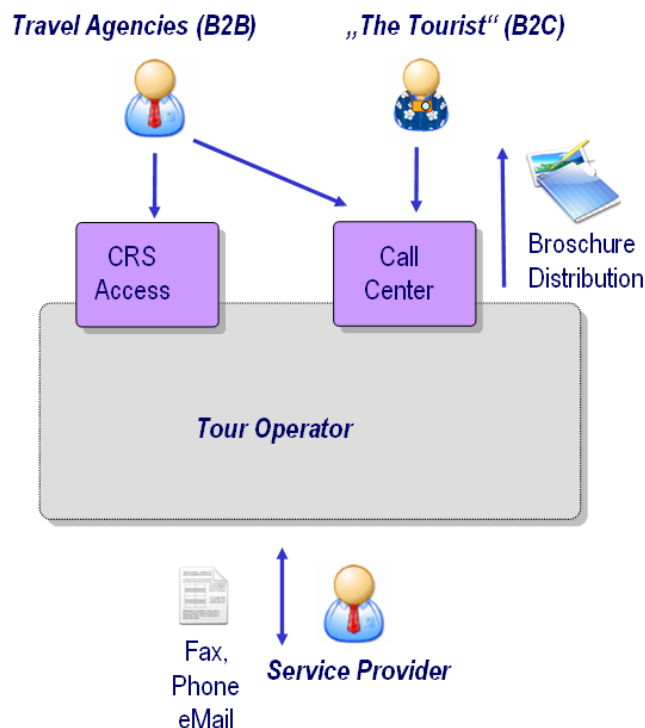 Travel Agencies (B2B)
„The Tourist“ (B2C)
CRS
Access
Call
Center
Broschure
Distribution
Tour Operator
Fax,
Phone
eMail
Service Provider